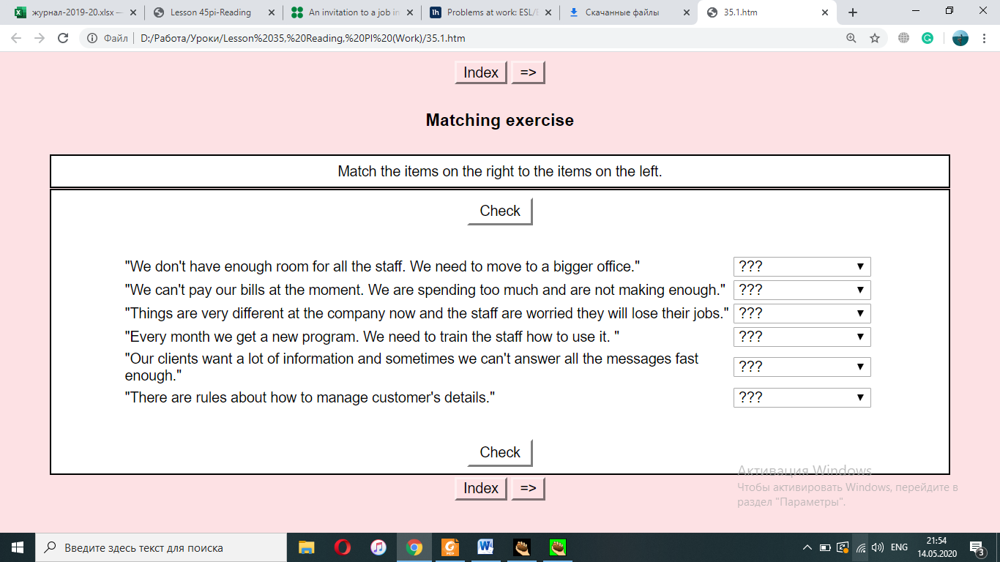 журнал-2019-20.xlsx —
Lesson 45pi-Reading
An invitation to a job in
Problems at work: ESL/E
Скачанные файлы
35.1.htm
Файл
D:/Работа/Уроки/Lesson%2035,%20Reading,%20PI%20(Work)/35.1.htm
Index =>
Matching exercise
Match the items on the right to the items on the left.
Check
"We don't have enough room for all the staff. We need to move to a bigger office." ???
"We can't pay our bills at the moment. We are spending too much and are not making enough." ???
"Things are very different at the company now and the staff are worried they will lose their jobs." ???
"Every month we get a new program. We need to train the staff how to use it. " ???
"Our clients want a lot of information and sometimes we can't answer all the messages fast
enough." ???
"There are rules about how to manage customer's details." ???
Check
Index =>
Активация Windows
Чтобы активировать Windows, перейдите в
раздел "Параметры".
Введите здесь текст для поиска
ENG
21:54
14.05.2020
3